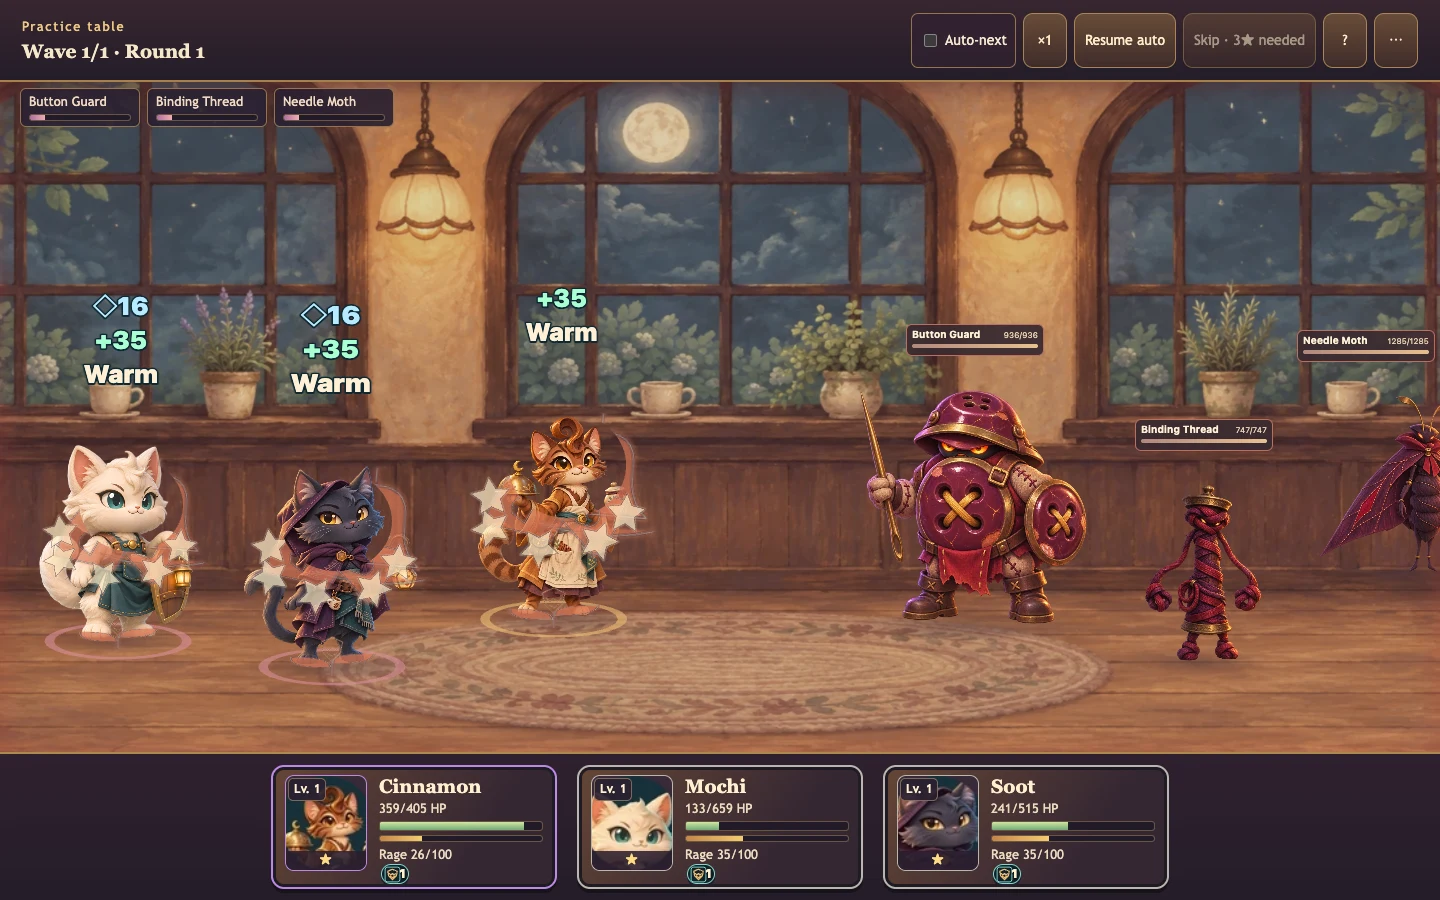 Practice table
Wave 1/1 · Round 1
Auto-next
×1
Resume auto
Skip · 3★ needed
?
...
Button Guard
Binding Thread
Needle Moth
◇16
+35
Warm
◇16
+35
Warm
+35
Warm
Button Guard 936/936
Binding Thread 747/747
Needle Moth 1285/1285
Lv. 1
Cinnamon
359/405 HP
Rage 26/100
1
Lv. 1
Mochi
133/659 HP
Rage 35/100
1
Lv. 1
Soot
241/515 HP
Rage 35/100
1